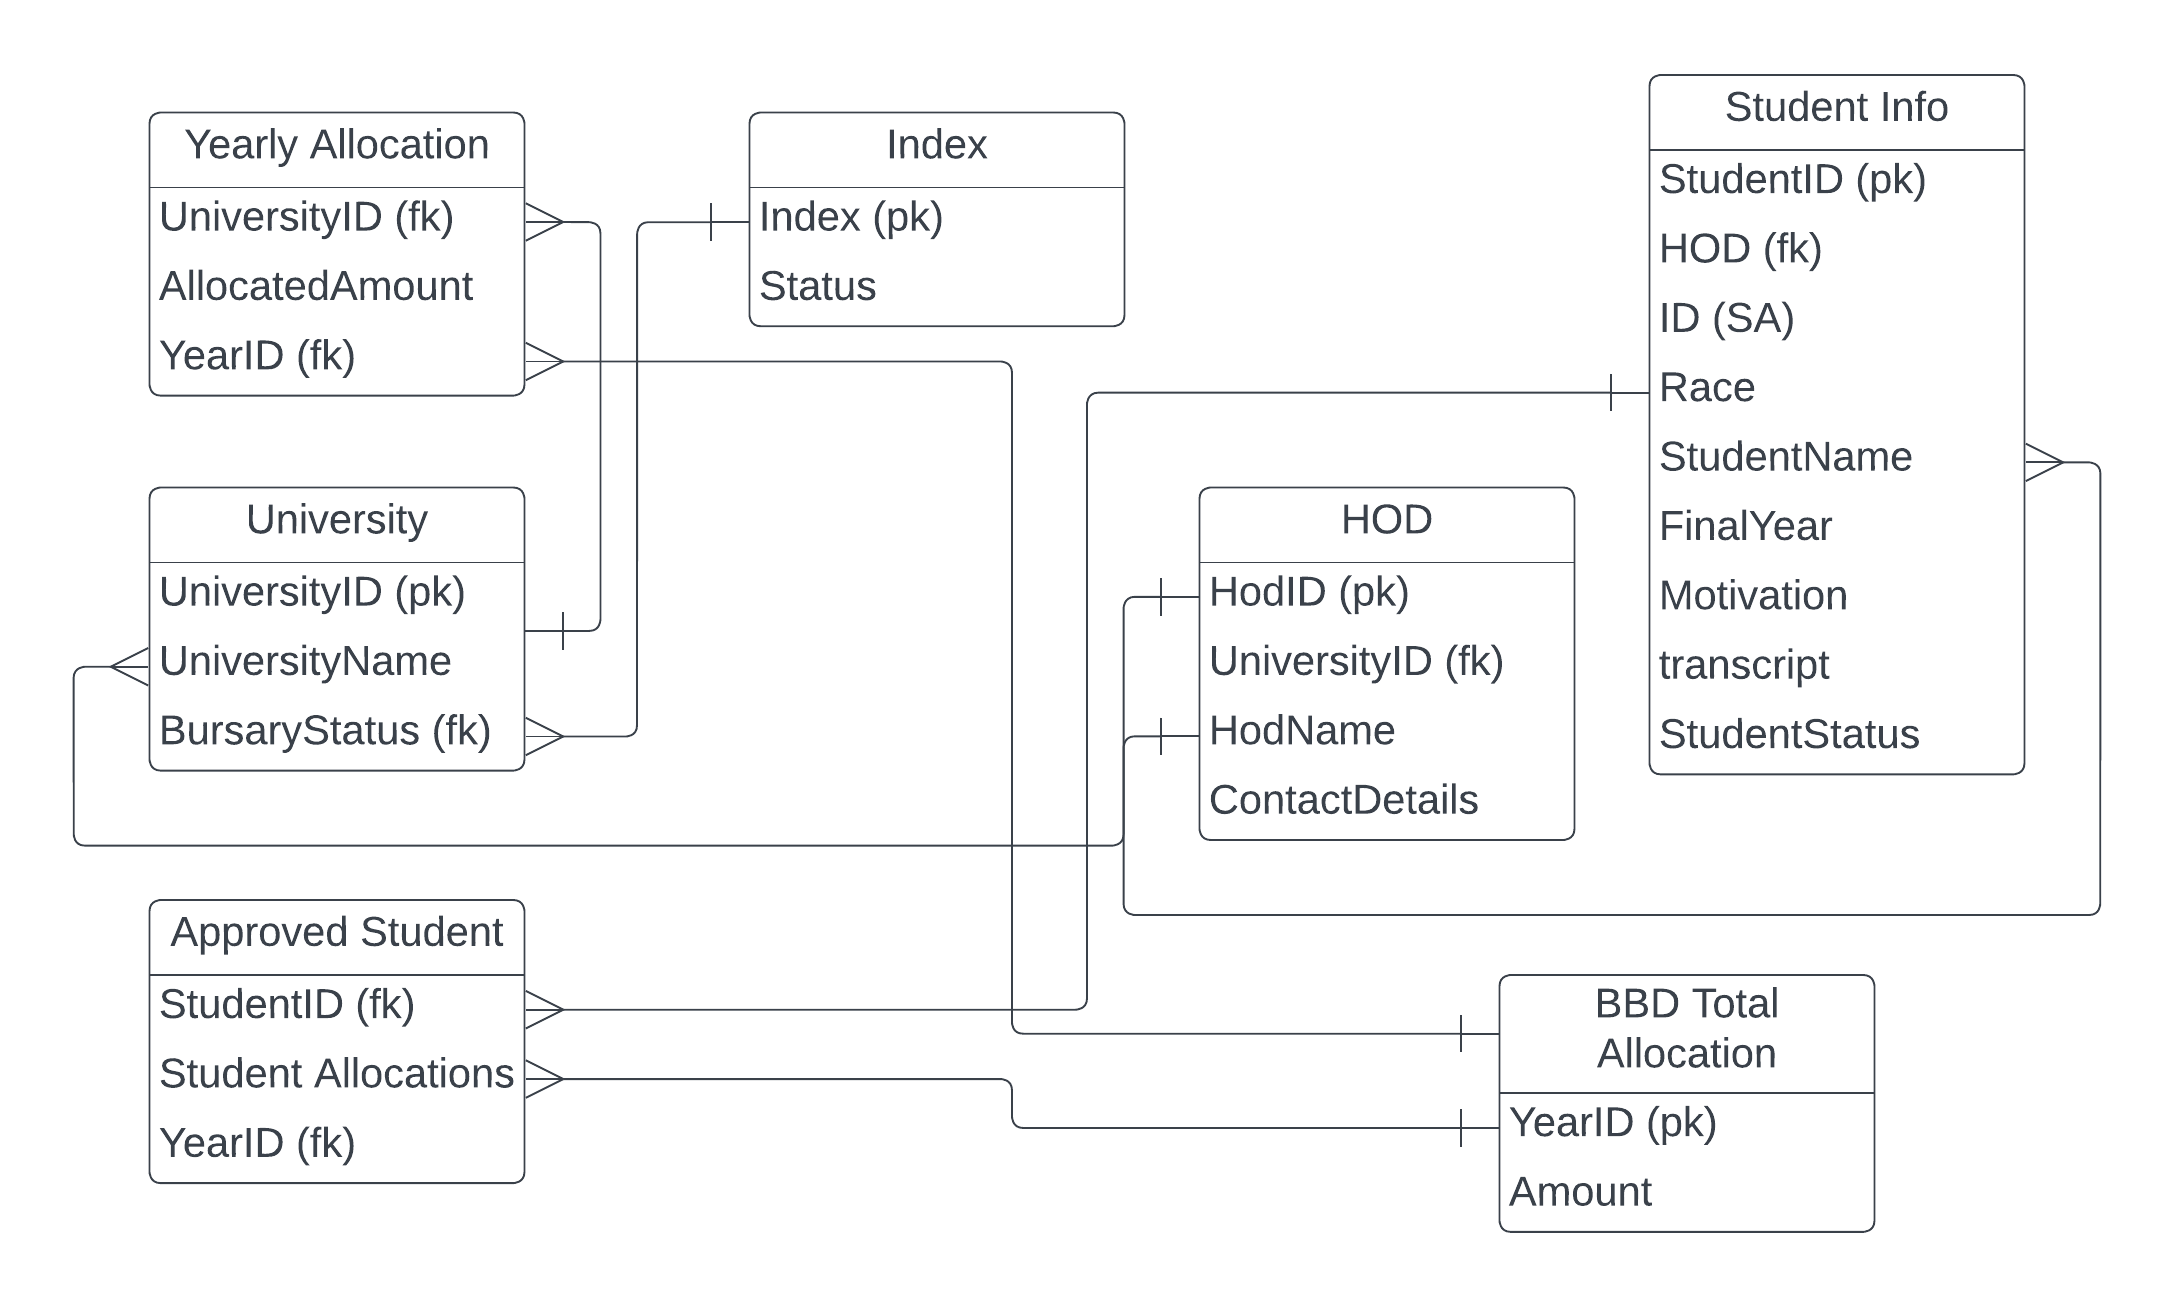 Yearly Allocation
UniversityID (fk)
AllocatedAmount
YearID (fk)
Index
Index (pk)
Status
Student Info
StudentID (pk)
HOD (fk)
ID (SA)
Race
StudentName
FinalYear
Motivation
transcript
StudentStatus
University
UniversityID (pk)
UniversityName
BursaryStatus (fk)
HOD
HodID (pk)
UniversityID (fk)
HodName
ContactDetails
Approved Student
StudentID (fk)
Student Allocations
YearID (fk)
BBD Total
Allocation
YearID (pk)
Amount